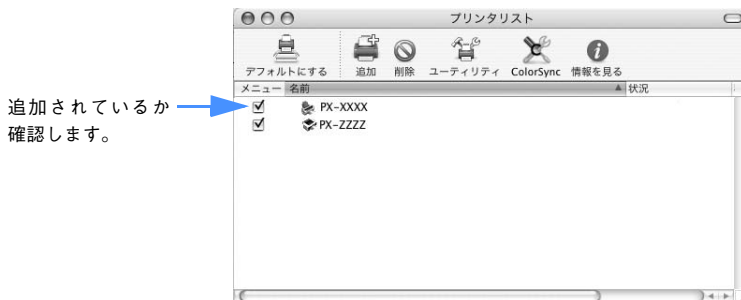 プリンタリスト
デフォルトにする 追加 削除 ユーティリティ ColorSync 情報を見る
メニュー 名前 状況
追加されているか
確認します。
PX-XXXX
PX-ZZZZ